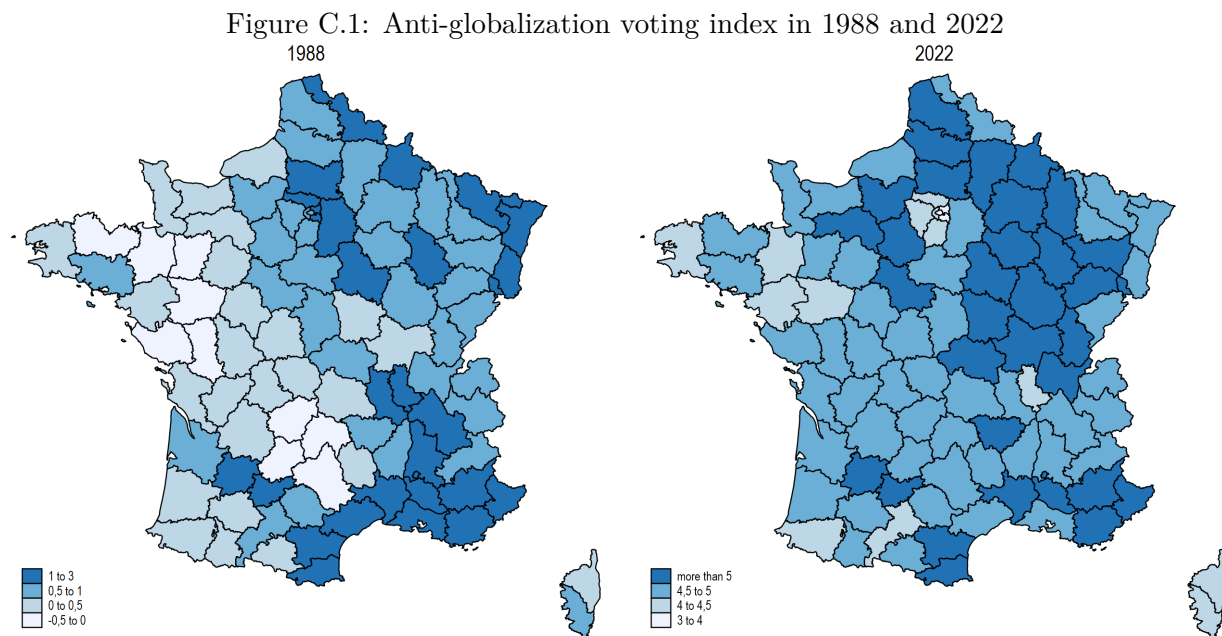 Figure C.1: Anti-globalization voting index in 1988 and 2022
1988
2022
1 to 3
0,5 to 1
0 to 0,5
-0,5 to 0
more than 5
4,5 to 5
4 to 4,5
3 to 4